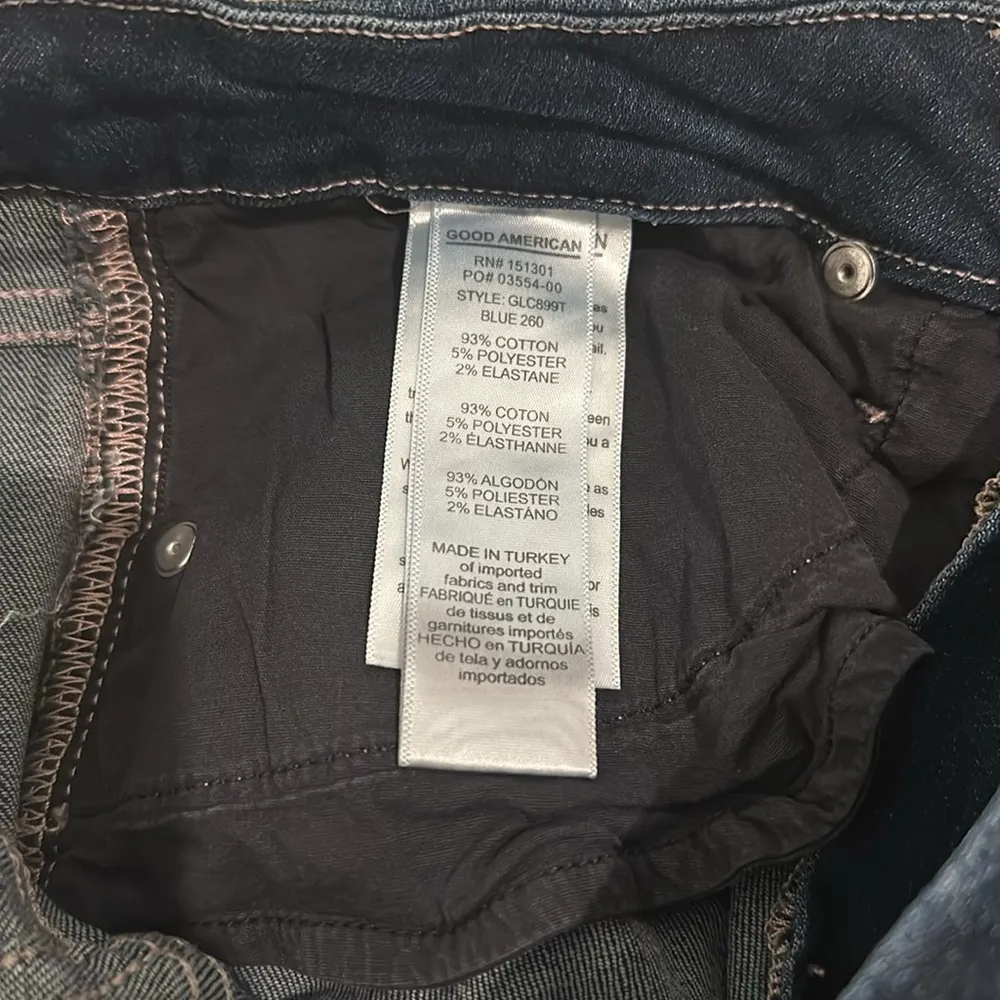 GOOD AMERICAN
RN# 151301
PO# 03554-00
STYLE: GLC899T
BLUE 260
93% COTTON
5% POLYESTER
2% ELASTANE
93% COTON
5% POLYESTER
2% ÉLASTHANNE
93% ALGODÓN
5% POLIESTER
2% ELASTÁNO
MADE IN TURKEY
of imported
fabrics and trim
FABRIQUÉ en TURQUIE
de tissus et de
garnitures importés
HECHO en TURQUÍA
de tela y adornos
importados